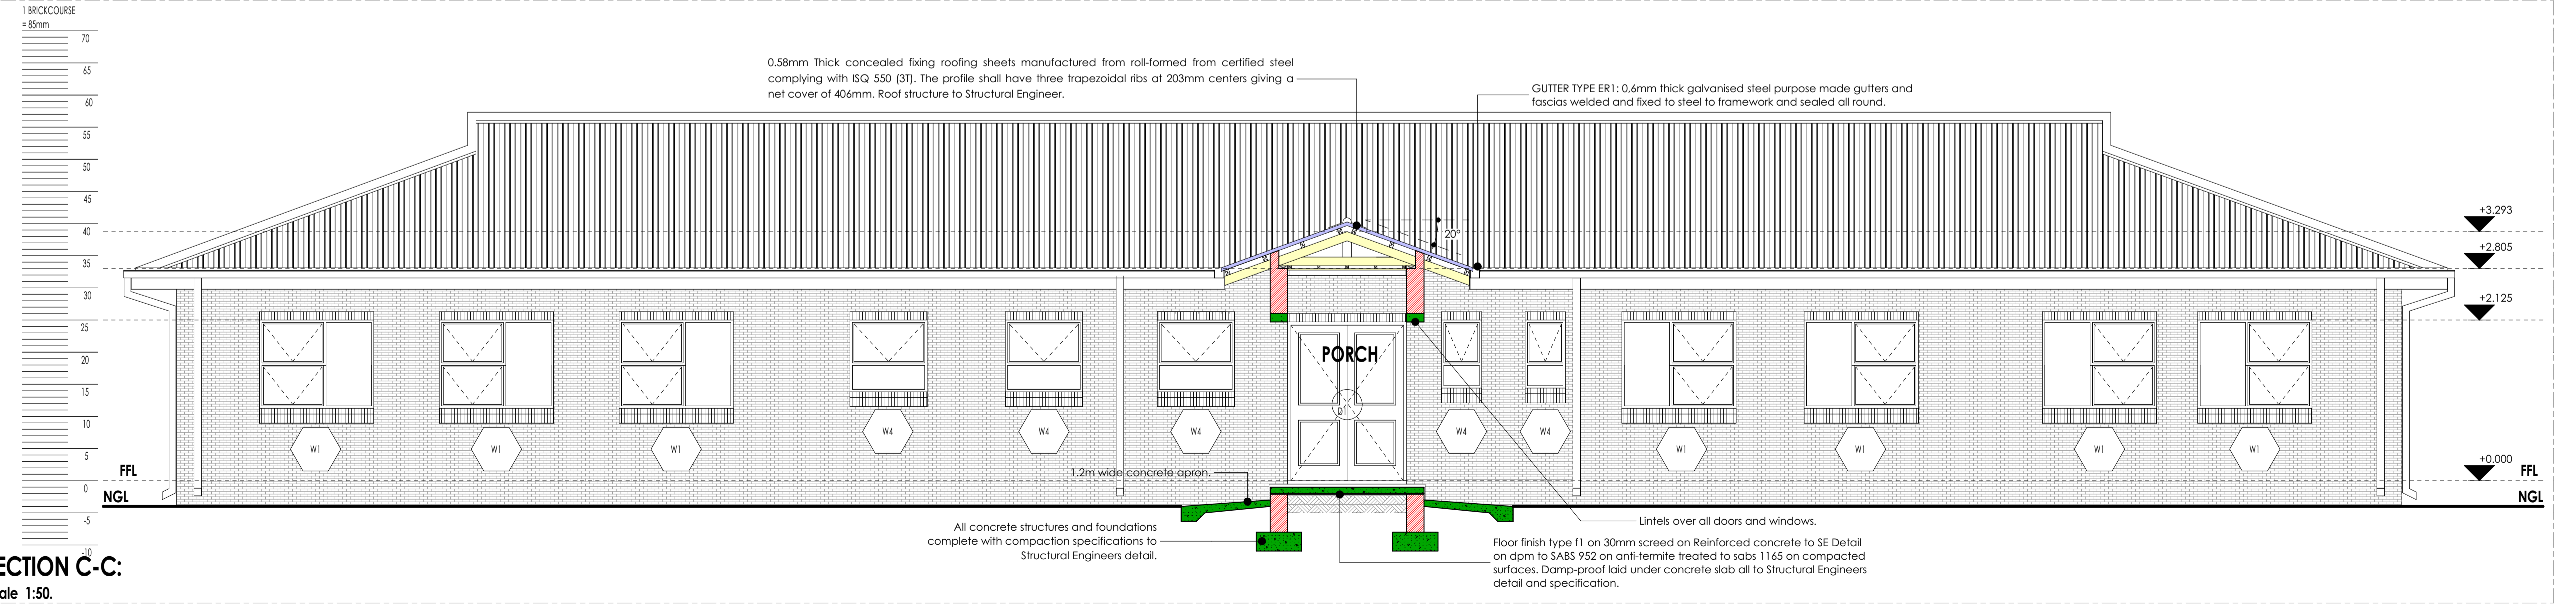 1 BRICKCOURSE
= 85mm
70
65
60
55
50
45
40
35
30
25
20
15
10
5
0
-5
-10
0.58mm Thick concealed fixing roofing sheets manufactured from roll-formed from certified steel
complying with ISQ 550 (3T). The profile shall have three trapezoidal ribs at 203mm centers giving a
net cover of 406mm. Roof structure to Structural Engineer.
GUTTER TYPE ER1: 0,6mm thick galvanised steel purpose made gutters and
fascias welded and fixed to steel to framework and sealed all round.
20°
+3.293
+2.805
+2.125
+0.000
FFL
NGL
PORCH
D1
W1
W1
W1
W4
W4
W4
W4
W4
W1
W1
W1
W1
FFL
NGL
1.2m wide concrete apron.
All concrete structures and foundations
complete with compaction specifications to
Structural Engineers detail.
Lintels over all doors and windows.
Floor finish type f1 on 30mm screed on Reinforced concrete to SE Detail
on dpm to SABS 952 on anti-termite treated to sabs 1165 on compacted
surfaces. Damp-proof laid under concrete slab all to Structural Engineers
detail and specification.
ECTION C-C:
ale 1:50.